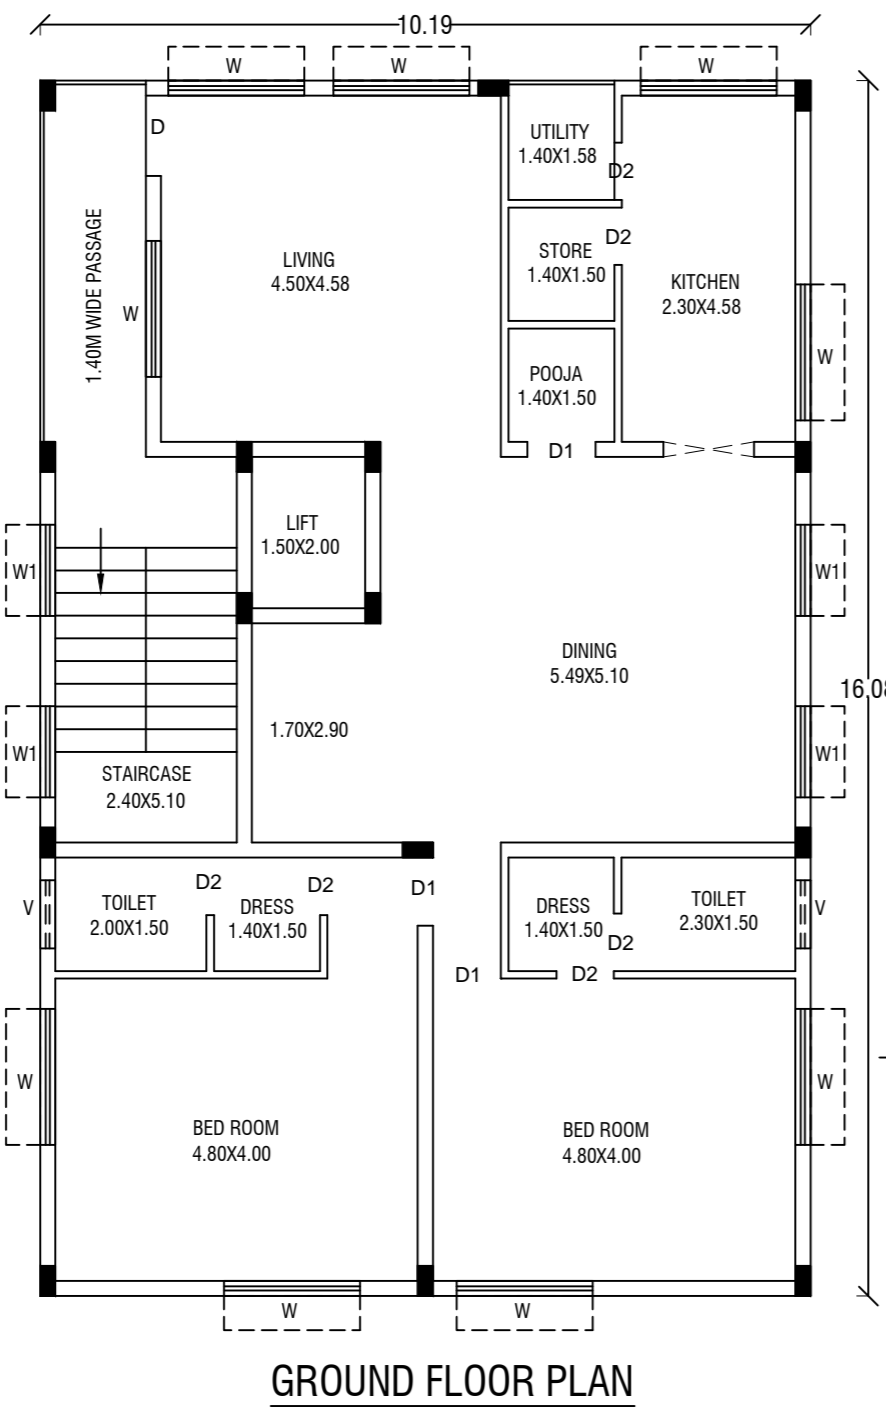 10.19
W
W
W
D
UTILITY
1.40X1.58
D2
1.40M WIDE PASSAGE
LIVING
4.50X4.58
STORE
1.40X1.50
D2
KITCHEN
2.30X4.58
W
W
POOJA
1.40X1.50
D1
LIFT
1.50X2.00
W1
W1
DINING
5.49X5.10
16.08
1.70X2.90
W1
W1
STAIRCASE
2.40X5.10
V
TOILET
2.00X1.50
D2
DRESS
1.40X1.50
D2
D1
DRESS
1.40X1.50
D2
TOILET
2.30X1.50
V
D1
D2
W
W
BED ROOM
4.80X4.00
BED ROOM
4.80X4.00
W
W
GROUND FLOOR PLAN